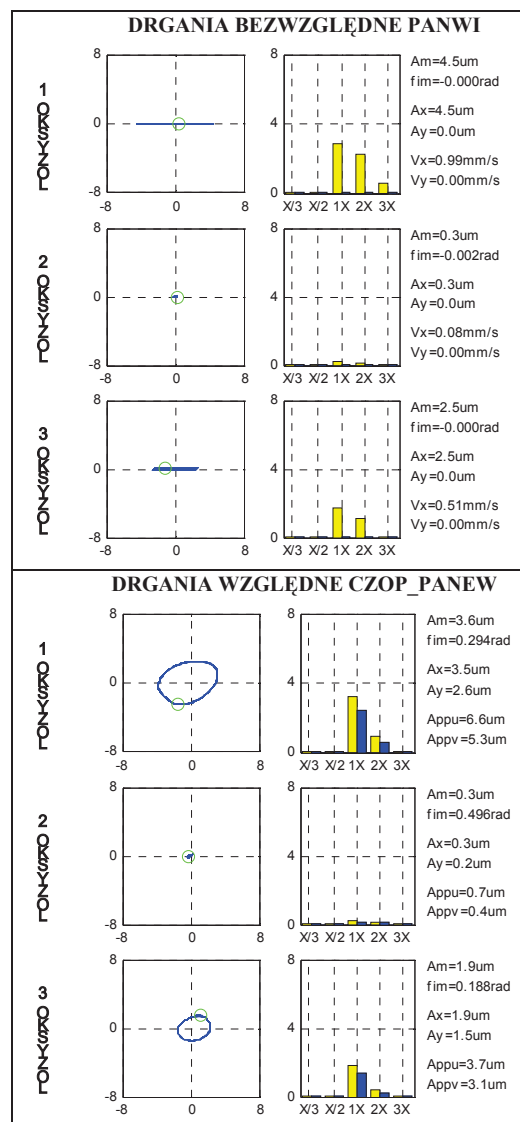 DRGANIA BEZWZGLĘDNE PANWI
ŁOŻYSKO 1
8
0
-8
0
8
8
4
0
X/3 X/2 1X 2X 3X
Am=4.5um
fim=-0.000rad
Ax=4.5um
Ay=0.0um
Vx=0.99mm/s
Vy=0.00mm/s
ŁOŻYSKO 2
8
0
-8
0
8
8
4
0
X/3 X/2 1X 2X 3X
Am=0.3um
fim=-0.002rad
Ax=0.3um
Ay=0.0um
Vx=0.08mm/s
Vy=0.00mm/s
ŁOŻYSKO 3
8
0
-8
0
8
8
4
0
X/3 X/2 1X 2X 3X
Am=2.5um
fim=-0.000rad
Ax=2.5um
Ay=0.0um
Vx=0.51mm/s
Vy=0.00mm/s
DRGANIA WZGLĘDNE CZOP_PANEW
ŁOŻYSKO 1
8
0
-8
-8 0 8
8
4
0
X/3 X/2 1X 2X 3X
Am=3.6um
fim=0.294rad
Ax=3.5um
Ay=2.6um
Appu=6.6um
Appv=5.3um
ŁOŻYSKO 2
8
0
-8
-8 0 8
8
4
0
X/3 X/2 1X 2X 3X
Am=0.3um
fim=0.496rad
Ax=0.3um
Ay=0.2um
Appu=0.7um
Appv=0.4um
ŁOŻYSKO 3
8
0
-8
-8 0 8
8
4
0
X/3 X/2 1X 2X 3X
Am=1.9um
fim=0.188rad
Ax=1.9um
Ay=1.5um
Appu=3.7um
Appv=3.1um